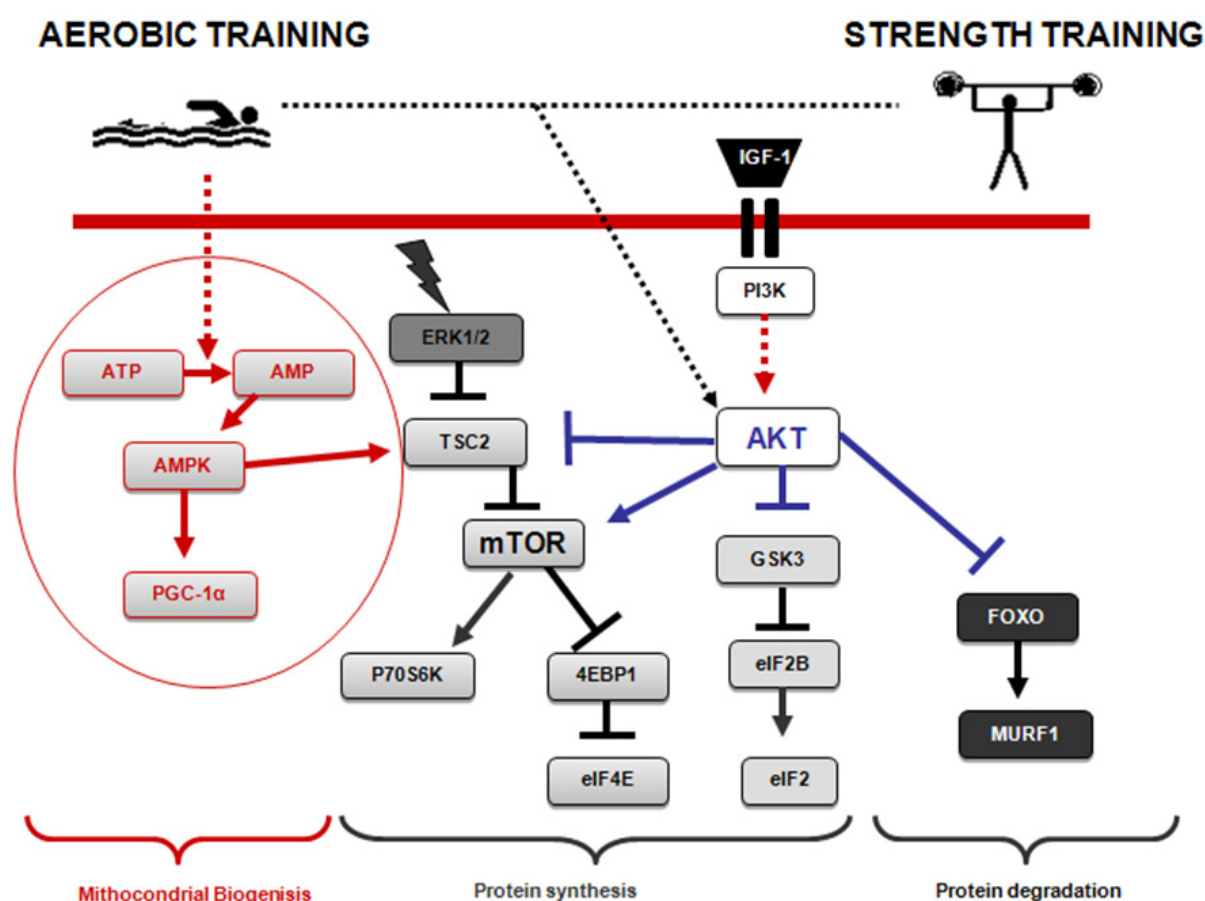 AEROBIC TRAINING
STRENGTH TRAINING
IGF-1
PI3K
ERK1/2
ATP
AMP
TSC2
AKT
AMPK
mTOR
GSK3
PGC-1α
FOXO
P70S6K
4EBP1
eIF2B
MURF1
eIF4E
eIF2
Mithocondrial Biogenisis
Protein synthesis
Protein degradation